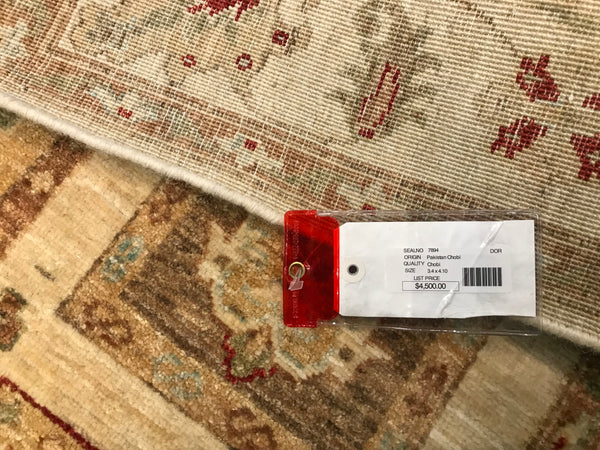 SEALNO 7894 DOR
ORIGIN Pakistan-Chobi
QUALITY Chobi
SIZE 3.4 x 4.10
LIST PRICE
$4,500.00